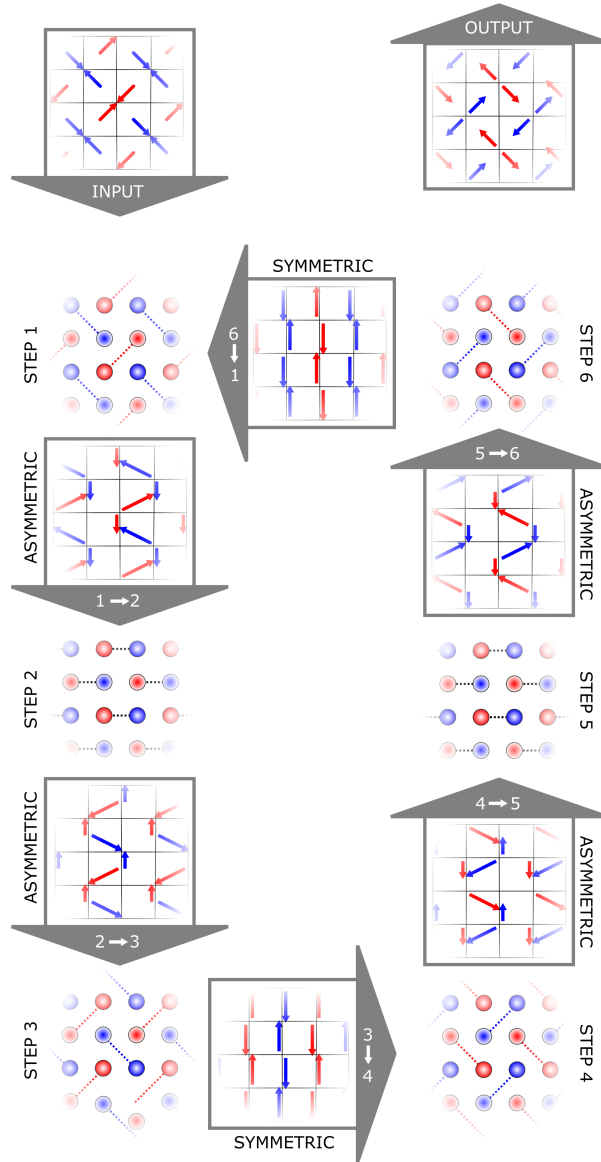 OUTPUT
INPUT
SYMMETRIC
STEP 1
6
1
STEP 6
ASYMMETRIC
1 → 2
5 → 6
ASYMMETRIC
STEP 2
STEP 5
ASYMMETRIC
2 → 3
4 → 5
ASYMMETRIC
STEP 3
3
4
STEP 4
SYMMETRIC